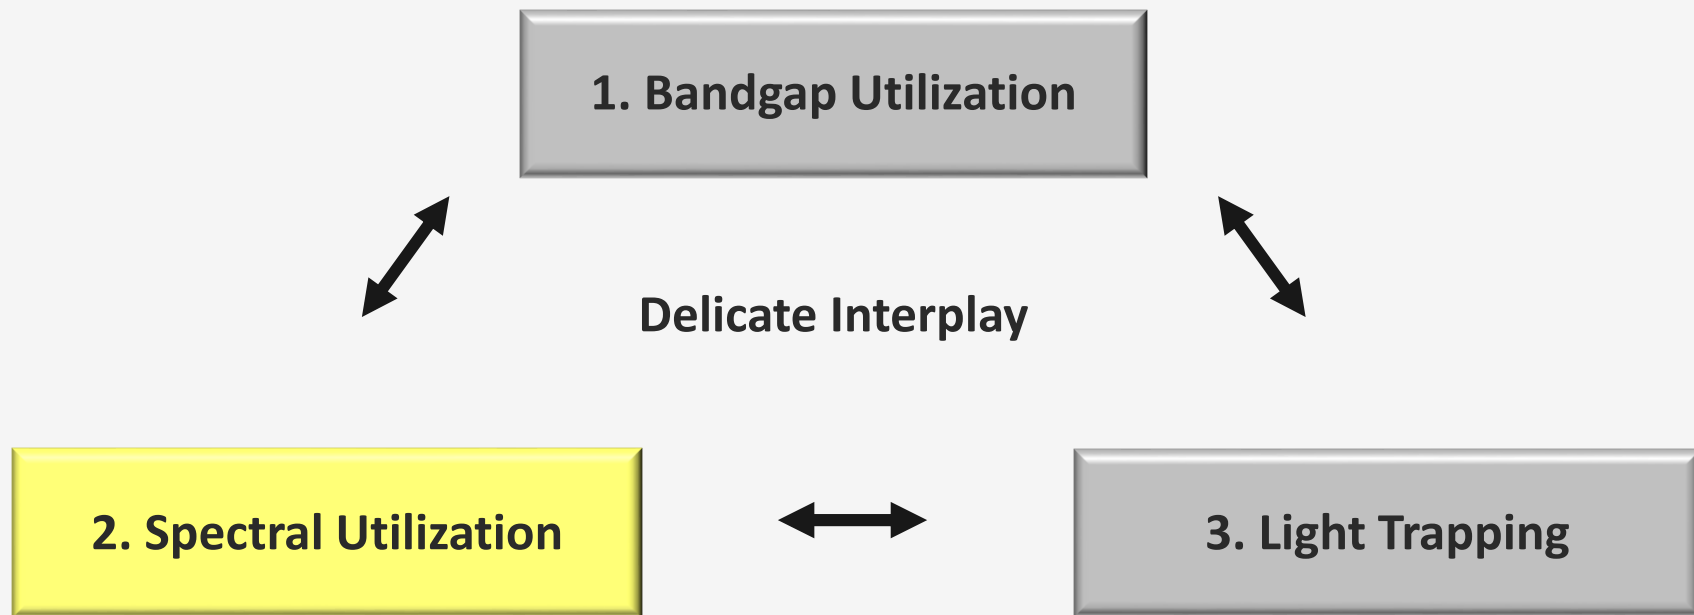 1. Bandgap Utilization
Delicate Interplay
2. Spectral Utilization
3. Light Trapping